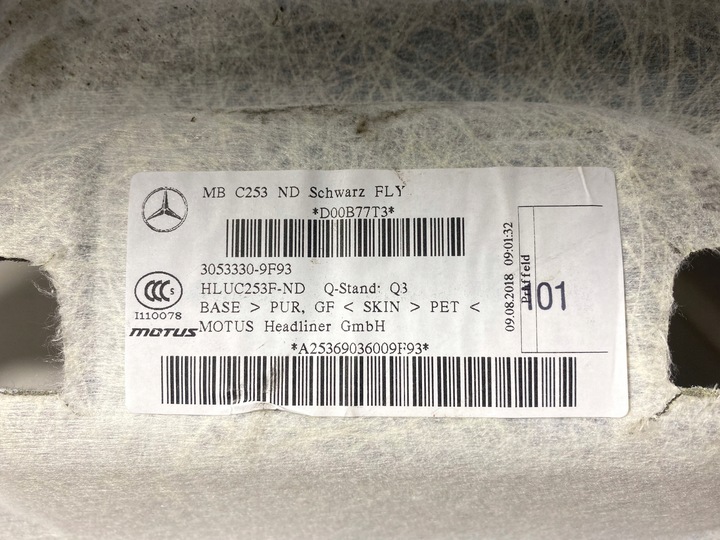 MB C253 ND Schwarz FLY
*D00B77T3*
3053330-9F93
HLUC253F-ND Q-Stand: Q3
BASE > PUR, GF < SKIN > PET <
MOTUS Headliner GmbH
*A25369036009F93*
CCC S
I110078
MOTUS
09.08.2018 09:01:32
Prüffeld
101